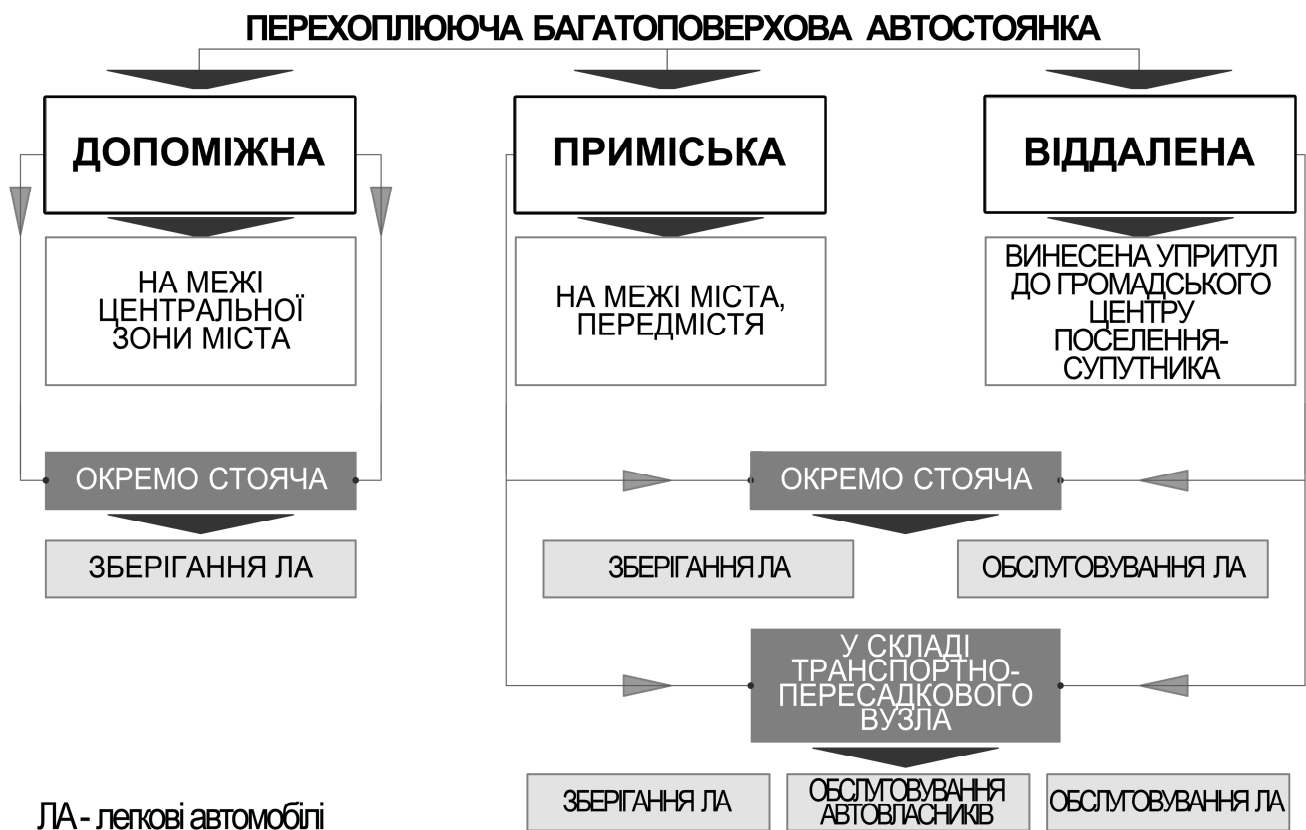 ПЕРЕХОПЛЮЮЧА БАГАТОПОВЕРХОВА АВТОСТОЯНКА
ДОПОМІЖНА
ПРИМІСЬКА
ВІДДАЛЕНА
НА МЕЖІ
ЦЕНТРАЛЬНОЇ
ЗОНИ МІСТА
НА МЕЖІ МІСТА,
ПЕРЕДМІСТЯ
ВИНЕСЕНА УПРИТУЛ
ДО ГРОМАДСЬКОГО
ЦЕНТРУ
ПОСЕЛЕННЯ-
СУПУТНИКА
ОКРЕМО СТОЯЧА
ОКРЕМО СТОЯЧА
ЗБЕРІГАННЯ ЛА
ЗБЕРІГАННЯ ЛА
ОБСЛУГОВУВАННЯ ЛА
У СКЛАДІ
ТРАНСПОРТНО-
ПЕРЕСАДКОВОГО
ВУЗЛА
ЗБЕРІГАННЯ ЛА
ОБСЛУГОВУВАННЯ
АВТОВЛАСНИКІВ
ОБСЛУГОВУВАННЯ ЛА
ЛА - легкові автомобілі